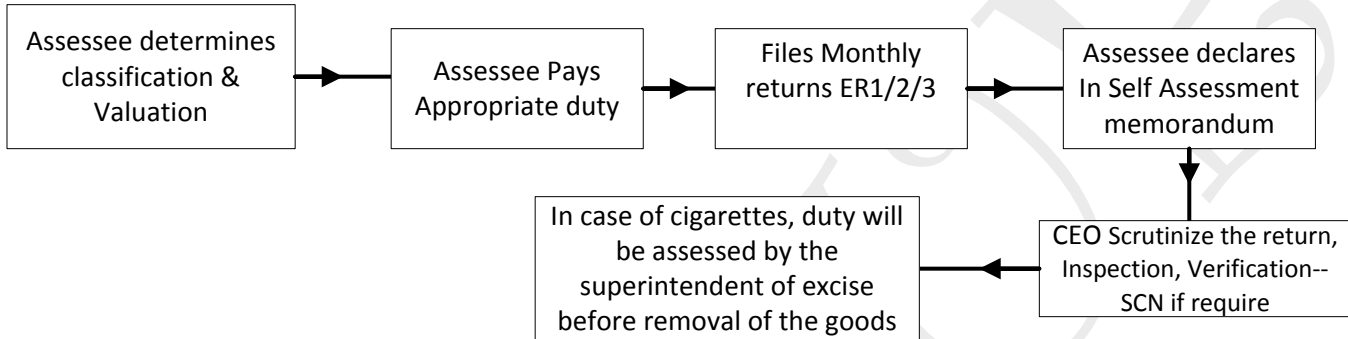 Assessee determines
classification &
Valuation
Assessee Pays
Appropriate duty
Files Monthly
returns ER1/2/3
Assessee declares
In Self Assessment
memorandum
CEO Scrutinize the return,
Inspection, Verification--
SCN if require
In case of cigarettes, duty will
be assessed by the
superintendent of excise
before removal of the goods